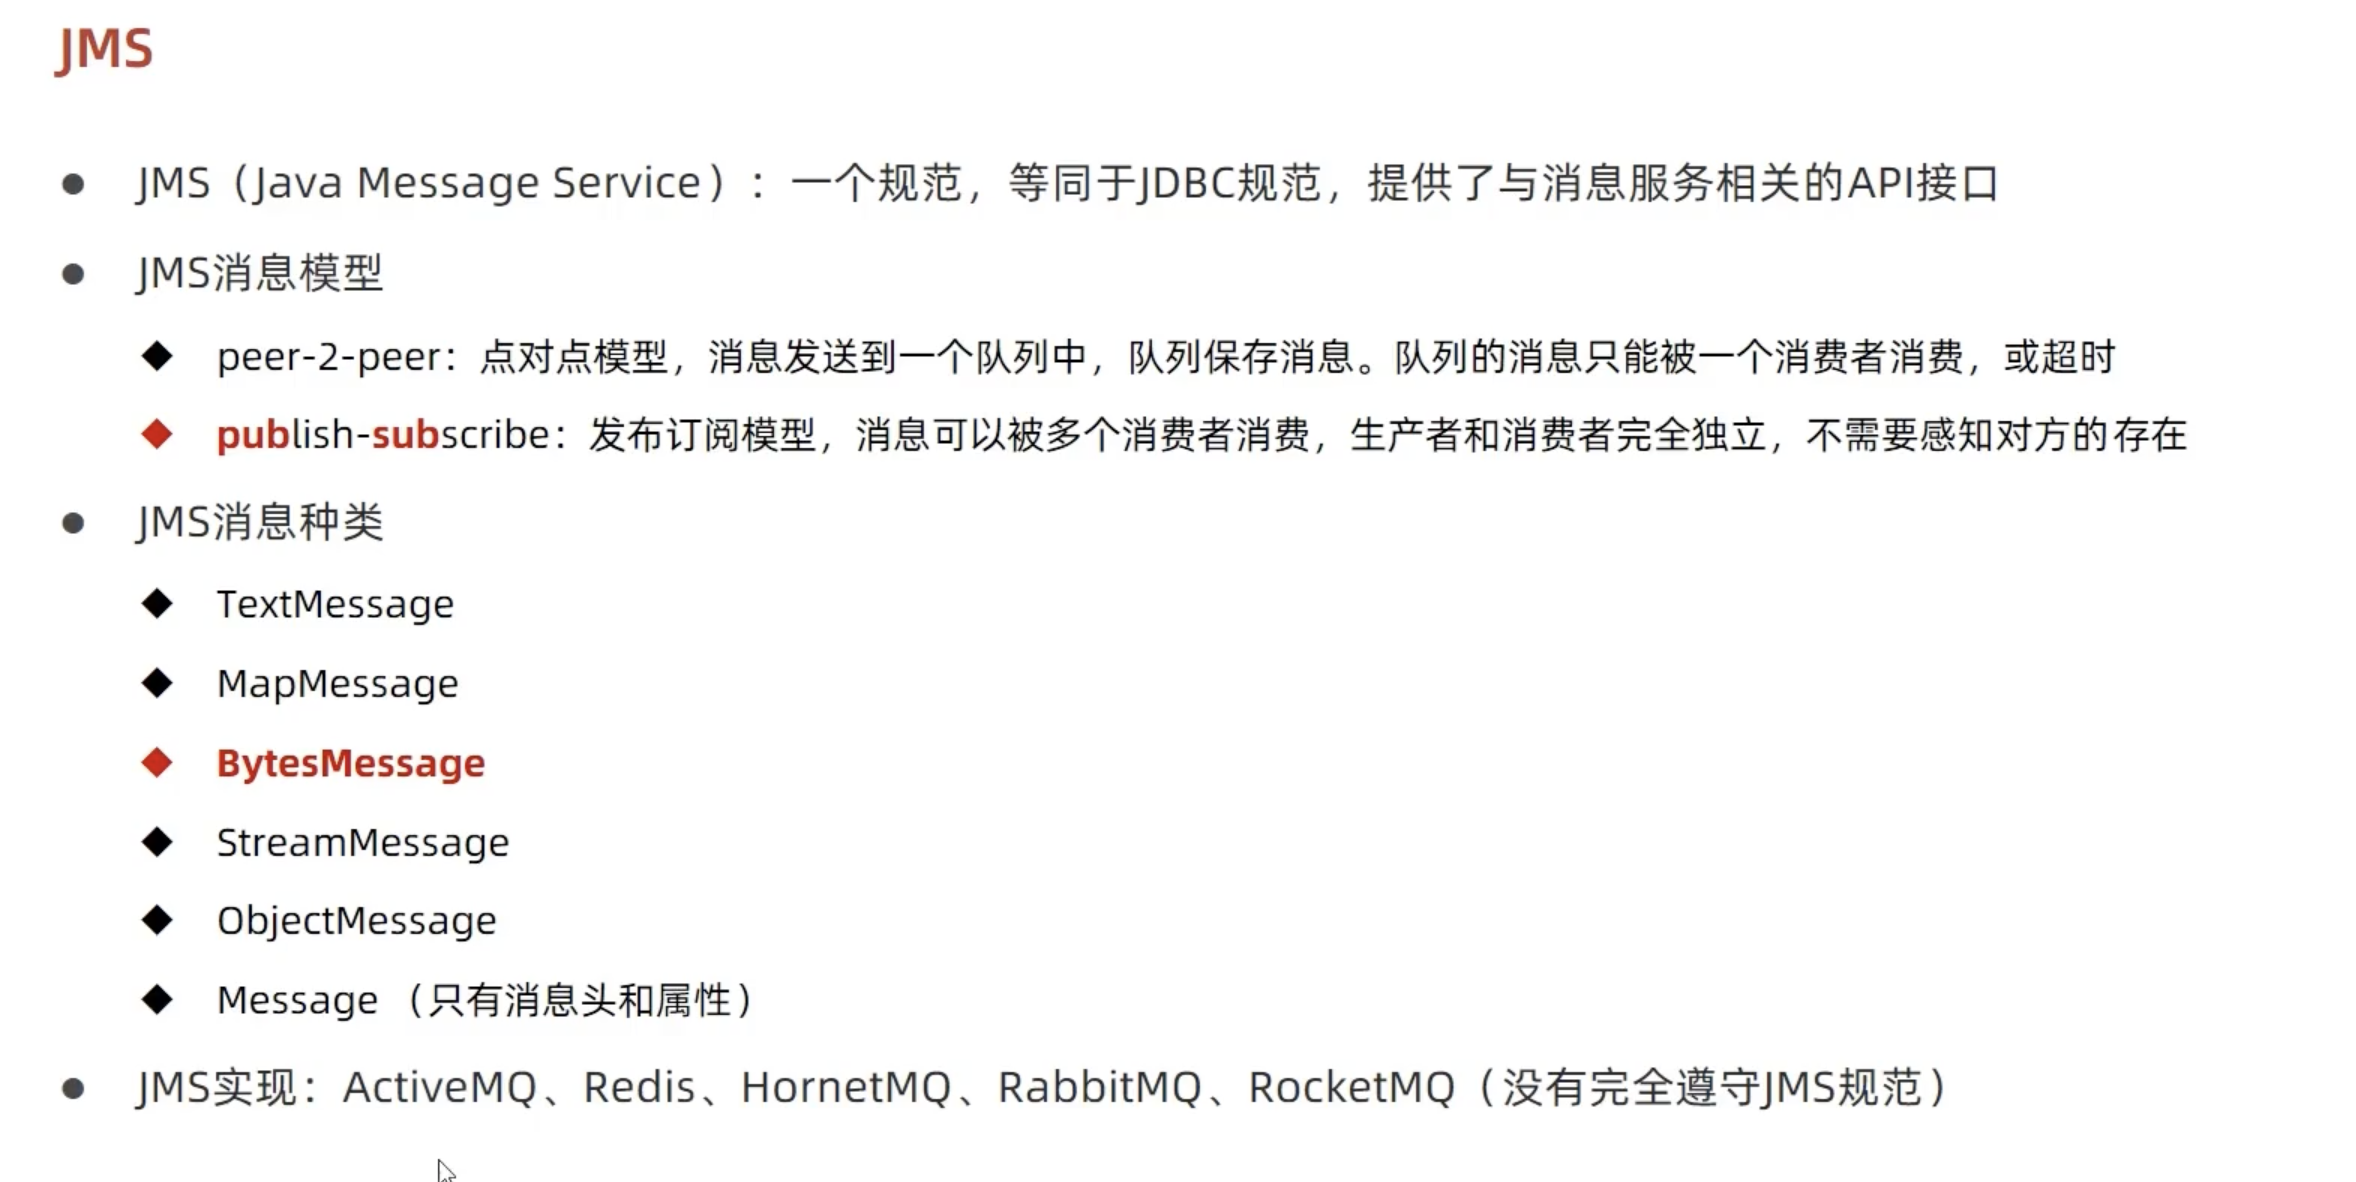 JMS
JMS（Java Message Service）：一个规范，等同于JDBC规范，提供了与消息服务相关的API接口
JMS消息模型
peer-2-peer：点对点模型，消息发送到一个队列中，队列保存消息。队列的消息只能被一个消费者消费，或超时
publish-subscribe：发布订阅模型，消息可以被多个消费者消费，生产者和消费者完全独立，不需要感知对方的存在
JMS消息种类
TextMessage
MapMessage
BytesMessage
StreamMessage
ObjectMessage
Message （只有消息头和属性）
JMS实现：ActiveMQ、Redis、HornetMQ、RabbitMQ、RocketMQ（没有完全遵守JMS规范）